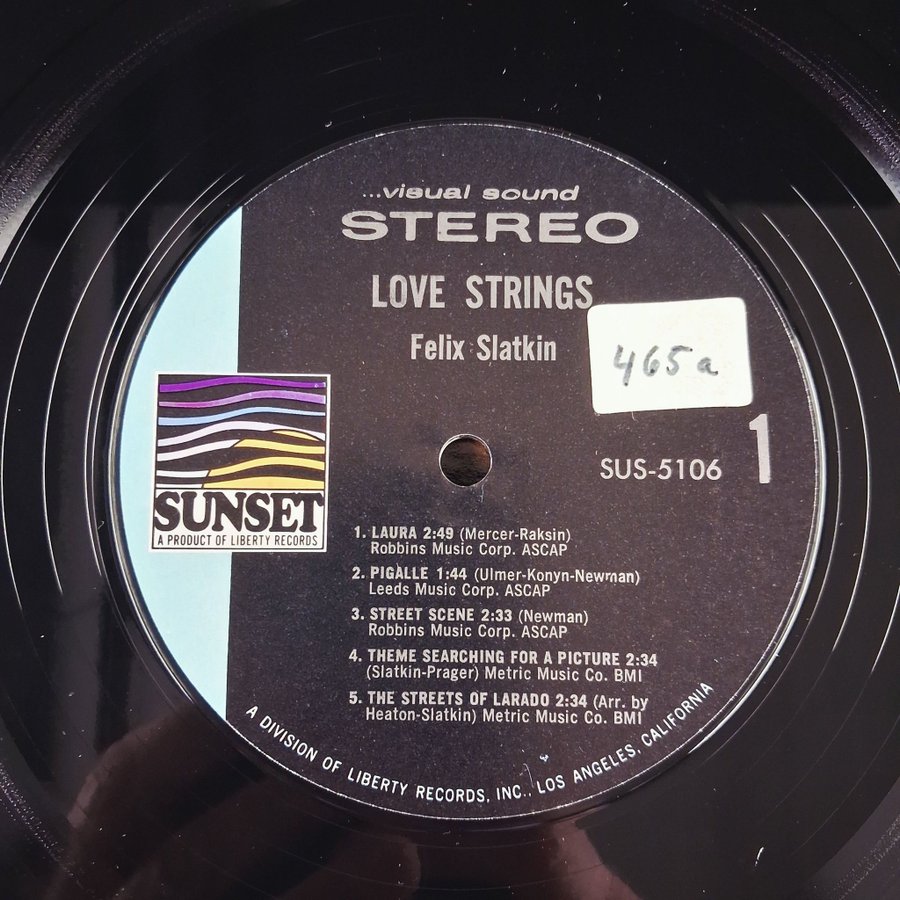 ...visual sound
STEREO
LOVE STRINGS
Felix Slatkin
465a
1
SUS-5106
SUNSET
A PRODUCT OF LIBERTY RECORDS
1. LAURA 2:49 (Mercer-Raksin)
Robbins Music Corp. ASCAP
2. PIGALLE 1:44 (Ulmer-Konyn-Newman)
Leeds Music Corp. ASCAP
3. STREET SCENE 2:33 (Newman)
Robbins Music Corp. ASCAP
4. THEME SEARCHING FOR A PICTURE 2:34
(Slatkin-Prager) Metric Music Co. BMI
5. THE STREETS OF LARADO 2:34 (Arr. by
Heaton-Slatkin) Metric Music Co. BMI
A DIVISION OF LIBERTY RECORDS, INC., LOS ANGELES, CALIFORNIA